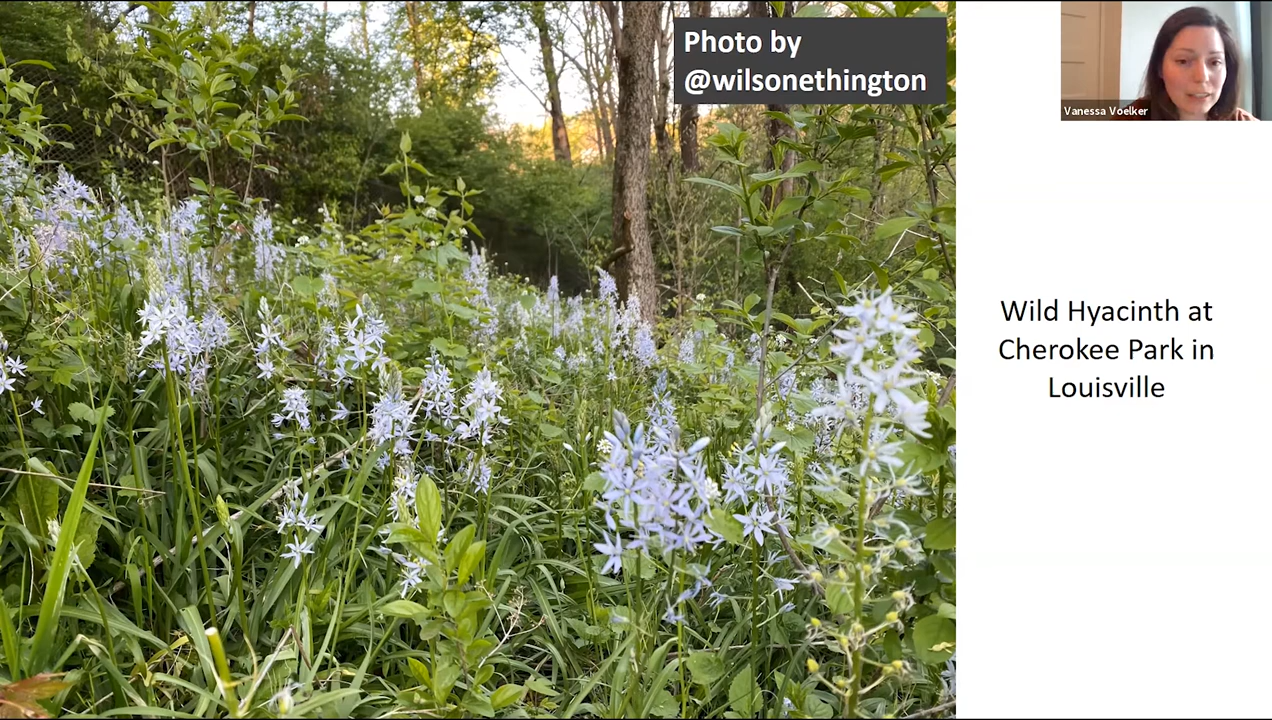 Photo by
@wilsonethington
Vanessa Voelker
Wild Hyacinth at
Cherokee Park in
Louisville